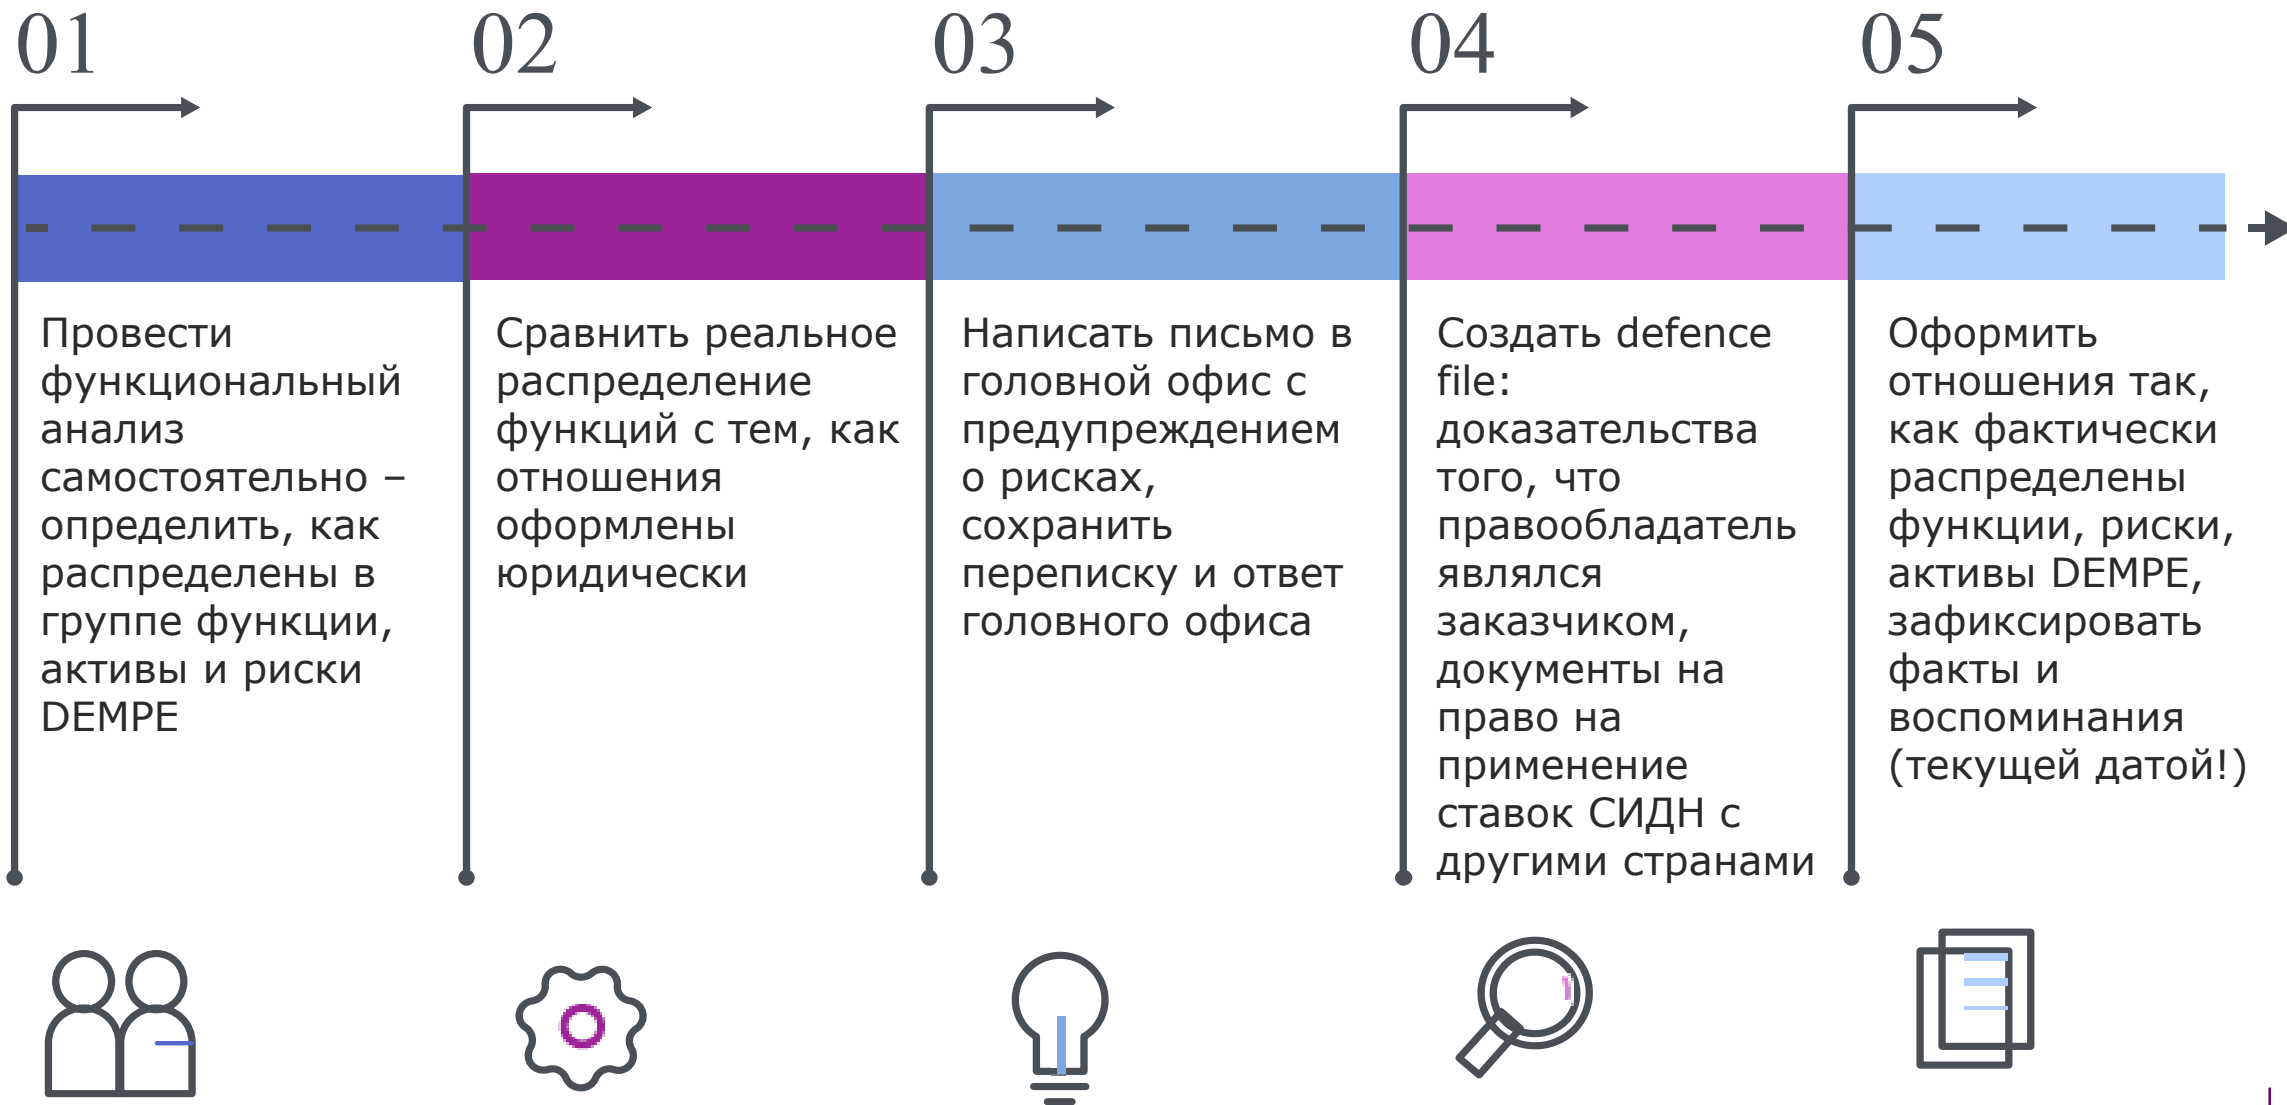 01
Провести
функциональный
анализ
самостоятельно –
определить, как
распределены в
группе функции,
активы и риски
DEMPE
02
Сравнить реальное
распределение
функций с тем, как
отношения
оформлены
юридически
03
Написать письмо в
головной офис с
предупреждением
о рисках,
сохранить
переписку и ответ
головного офиса
04
Создать defence
file:
доказательства
того, что
правообладатель
являлся
заказчиком,
документы на
право на
применение
ставок СИДН с
другими странами
05
Оформить
отношения так,
как фактически
распределены
функции, риски,
активы DEMPE,
зафиксировать
факты и
воспоминания
(текущей датой!)